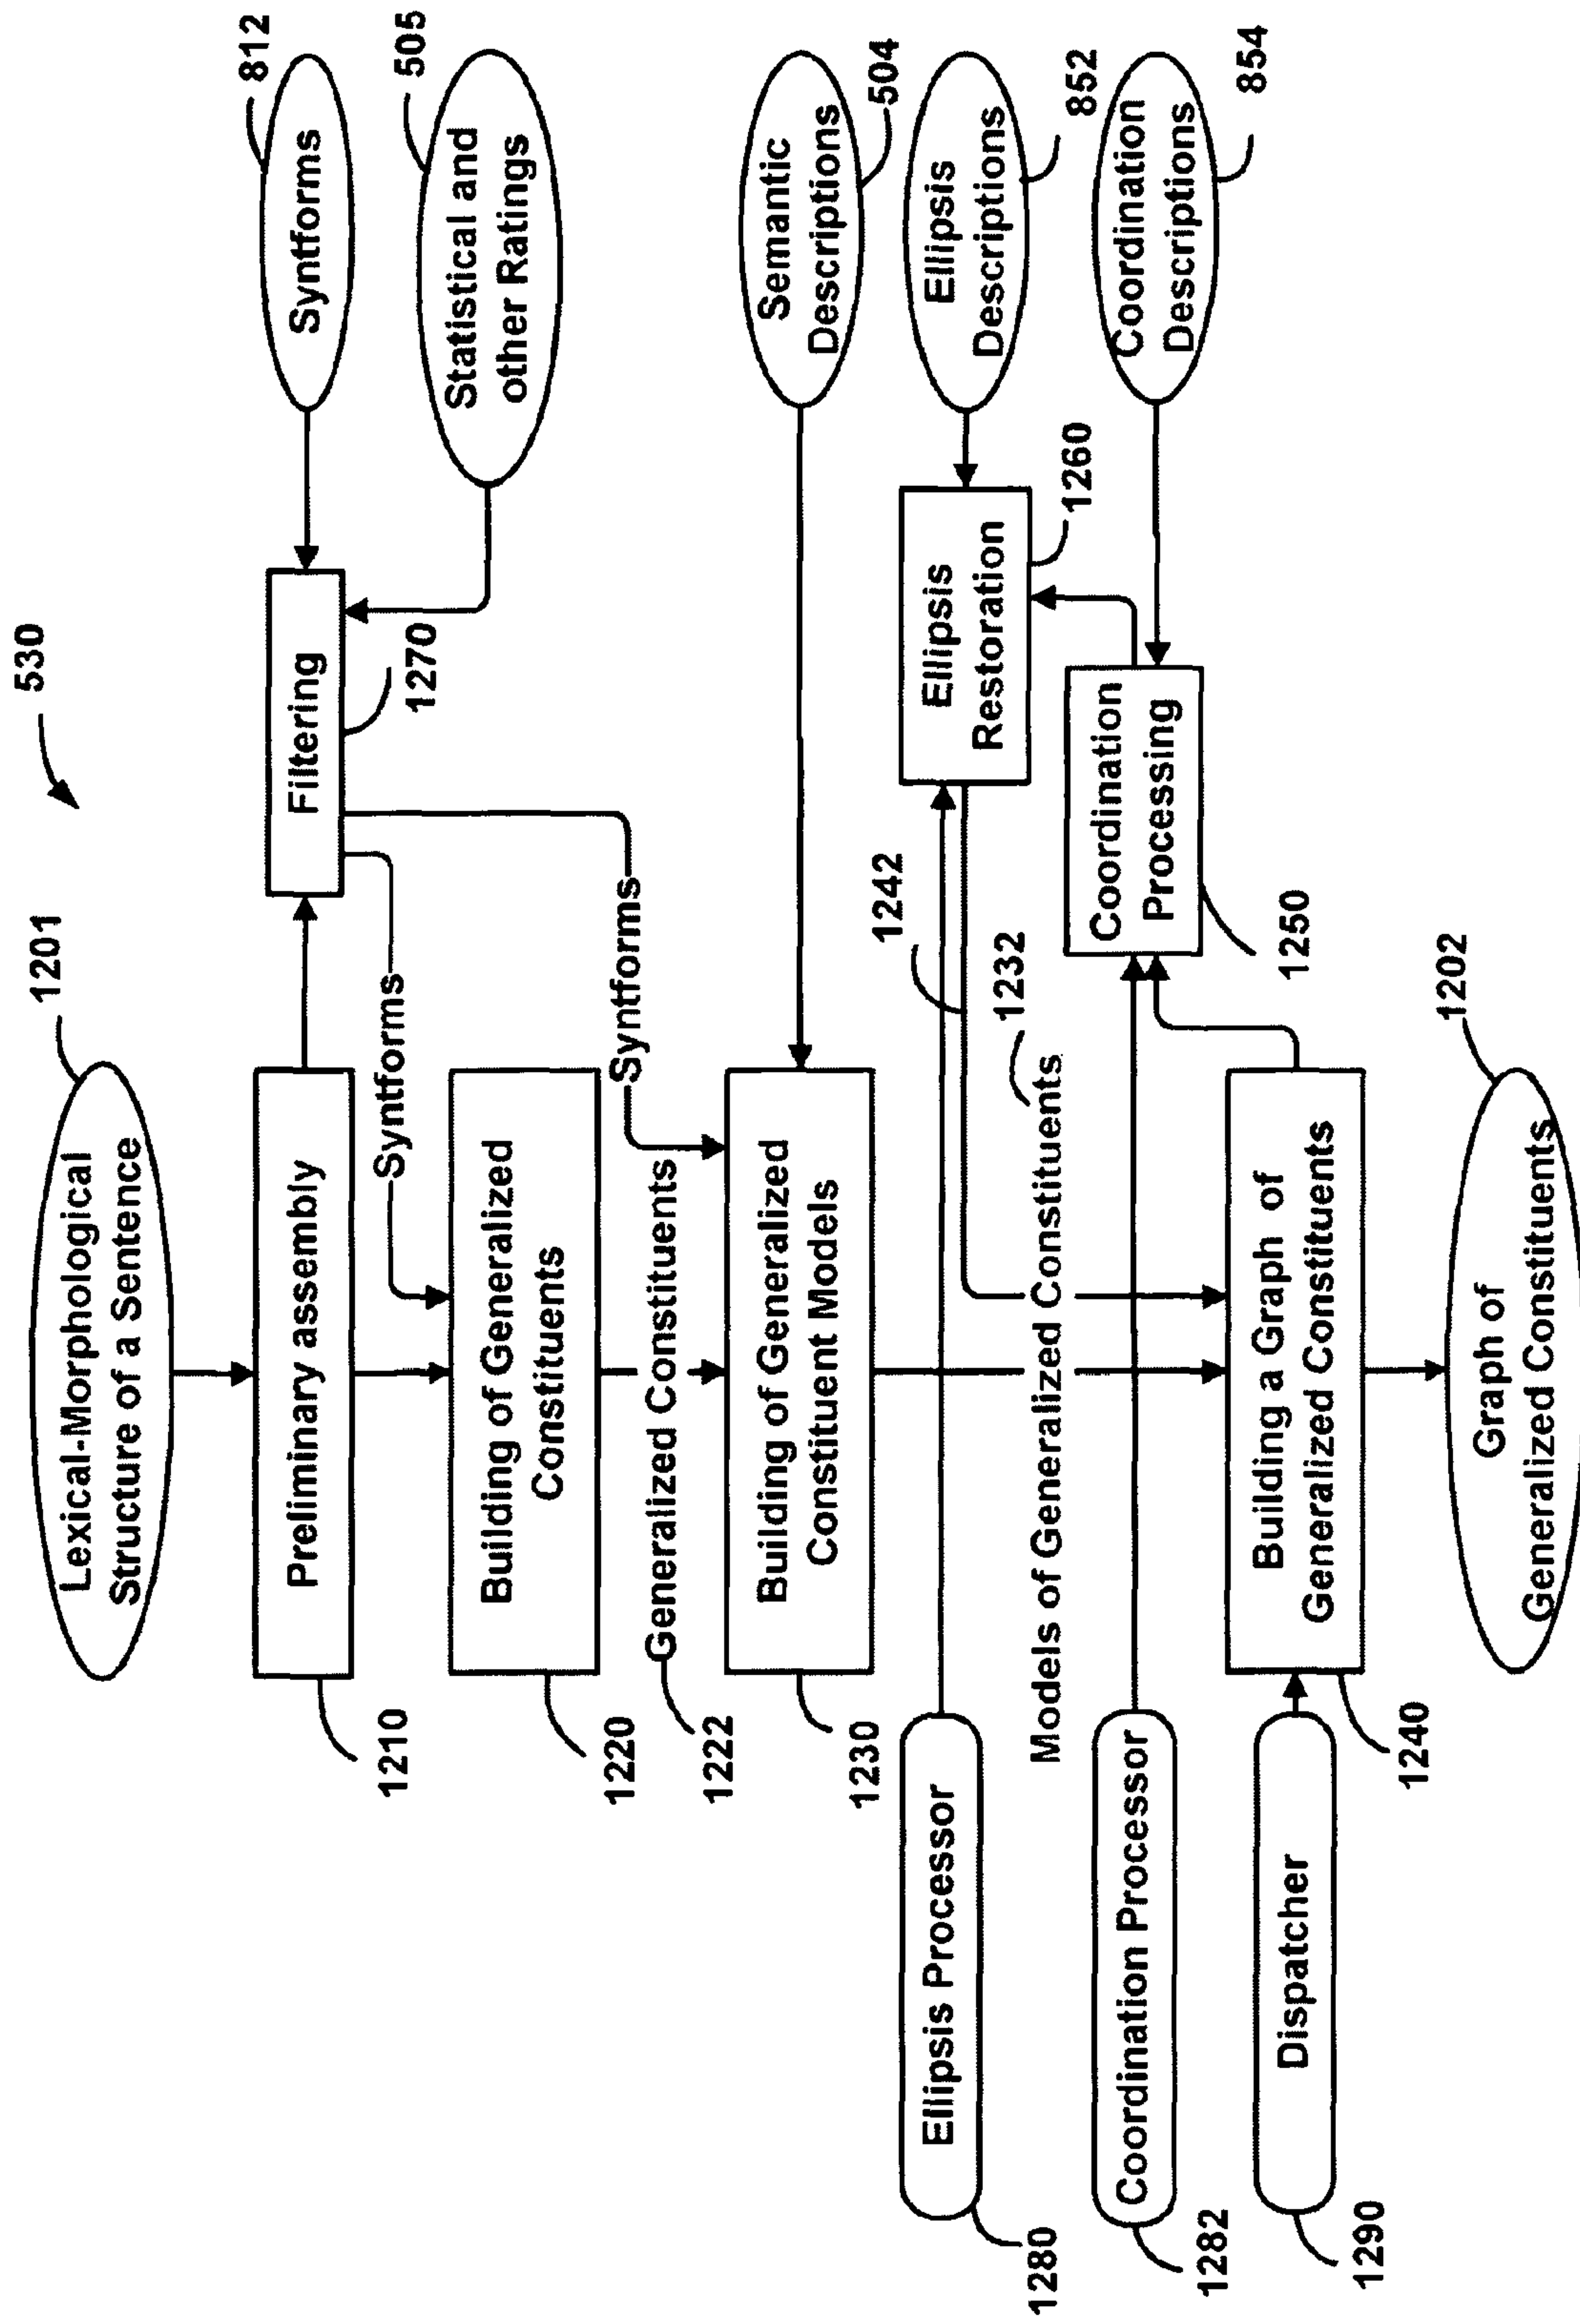 530
1201
Lexical-Morphological
Structure of a Sentence
812
Syntforms
505
Statistical and
other Ratings
Preliminary assembly
1210
Filtering
1270
Syntforms
Building of Generalized
Constituents
1220
Syntforms
Generalized Constituents
1222
Building of Generalized
Constituent Models
1230
Semantic
Descriptions
504
Ellipsis Processor
1280
1242
Ellipsis
Restoration
1260
Ellipsis
Descriptions
852
Models of Generalized Constituents
1232
Coordination Processor
1282
Coordination
Processing
1250
Coordination
Descriptions
854
Dispatcher
1290
Building a Graph of
Generalized Constituents
1240
1202
Graph of
Generalized Constituents